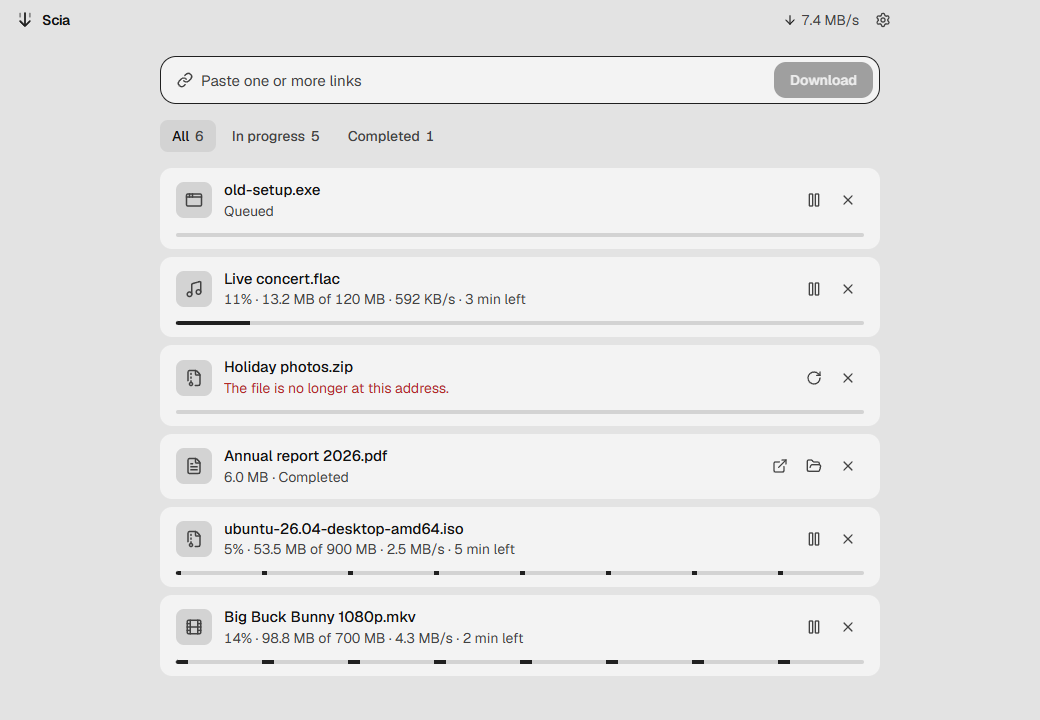 Scia
7.4 MB/s
Paste one or more links
Download
All 6
In progress 5
Completed 1
old-setup.exe
Queued
Live concert.flac
11% · 13.2 MB of 120 MB · 592 KB/s · 3 min left
Holiday photos.zip
The file is no longer at this address.
Annual report 2026.pdf
6.0 MB · Completed
ubuntu-26.04-desktop-amd64.iso
5% · 53.5 MB of 900 MB · 2.5 MB/s · 5 min left
Big Buck Bunny 1080p.mkv
14% · 98.8 MB of 700 MB · 4.3 MB/s · 2 min left